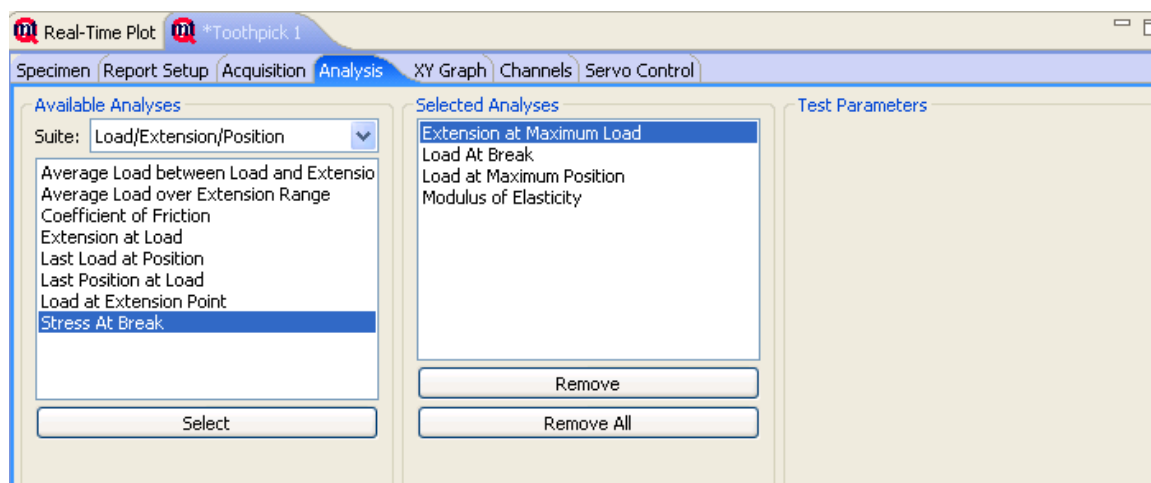 Real-Time Plot *Toothpick 1
Specimen Report Setup Acquisition Analysis XY Graph Channels Servo Control
Available Analyses
Suite: Load/Extension/Position
Average Load between Load and Extensio
Average Load over Extension Range
Coefficient of Friction
Extension at Load
Last Load at Position
Last Position at Load
Load at Extension Point
Stress At Break
Select
Selected Analyses
Extension at Maximum Load
Load At Break
Load at Maximum Position
Modulus of Elasticity
Remove
Remove All
Test Parameters